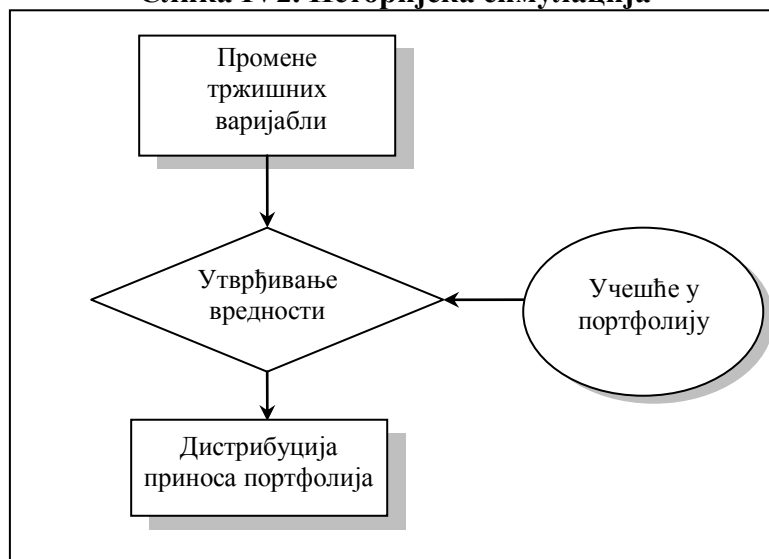 Промене
тржишних
варијабли
Утврђивање
вредности
Учешће у
портфолију
Дистрибуција
приноса портфолија